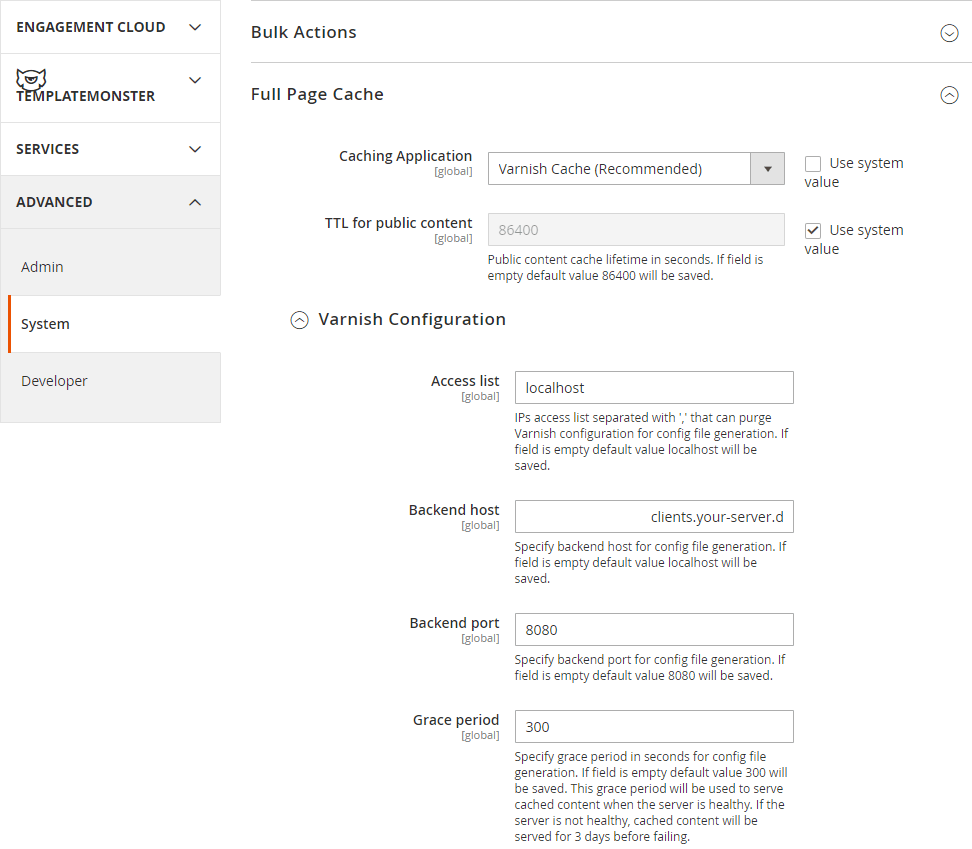 ENGAGEMENT CLOUD
TEMPLATEMONSTER
SERVICES
ADVANCED
Admin
System
Developer
Bulk Actions
Full Page Cache
Caching Application
[global]
Varnish Cache (Recommended)
Use system
value
TTL for public content
[global]
86400
Use system
value
Public content cache lifetime in seconds. If field is
empty default value 86400 will be saved.
Varnish Configuration
Access list
[global]
localhost
IPs access list separated with ',' that can purge
Varnish configuration for config file generation. If
field is empty default value localhost will be
saved.
Backend host
[global]
clients.your-server.d
Specify backend host for config file generation. If
field is empty default value localhost will be
saved.
Backend port
[global]
8080
Specify backend port for config file generation. If
field is empty default value 8080 will be saved.
Grace period
[global]
300
Specify grace period in seconds for config file
generation. If field is empty default value 300 will
be saved. This grace period will be used to serve
cached content when the server is healthy. If the
server is not healthy, cached content will be
served for 3 days before failing.